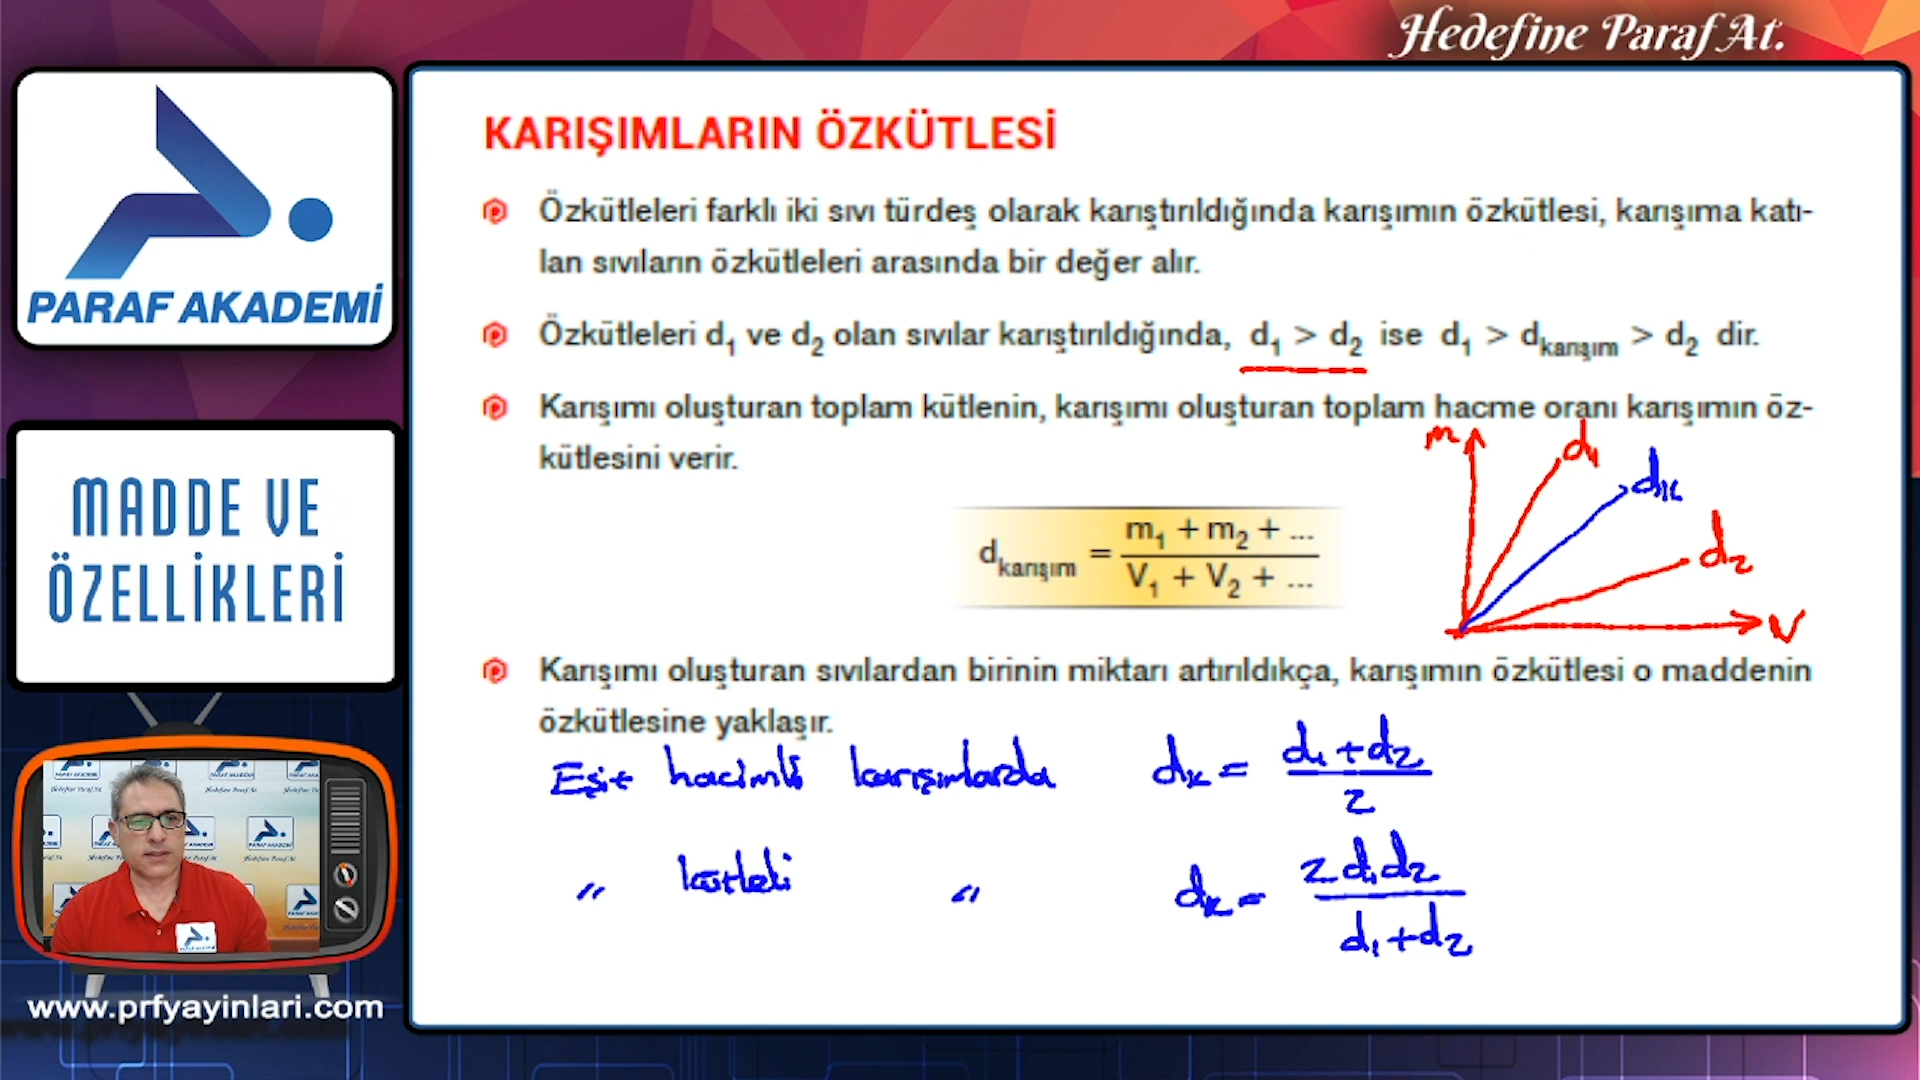 Hedefine Paraf At.
PARAF AKADEMİ
MADDE VE
ÖZELLİKLERİ
www.prfyayinlari.com
KARIŞIMLARIN ÖZKÜTLESİ
Özkütleleri farklı iki sıvı türdeş olarak karıştırıldığında karışımın özkütlesi, karışıma katı-
lan sıvıların özkütleleri arasında bir değer alır.
Özkütleleri d₁ ve d₂ olan sıvılar karıştırıldığında, d₁ > d₂ ise d₁ > dkarışım > d₂ dir.
Karışımı oluşturan toplam kütlenin, karışımı oluşturan toplam hacme oranı karışımın öz-
kütlesini verir.
dkarışım = m₁ + m₂ + ... / V₁ + V₂ + ...
m
d₁
dk
d₂
V
Karışımı oluşturan sıvılardan birinin miktarı artırıldıkça, karışımın özkütlesi o maddenin
özkütlesine yaklaşır.
Eşit hacimli karışımlarda dk = d₁ + d₂ / 2
" kütleli " dk = 2 d₁ d₂ / d₁ + d₂